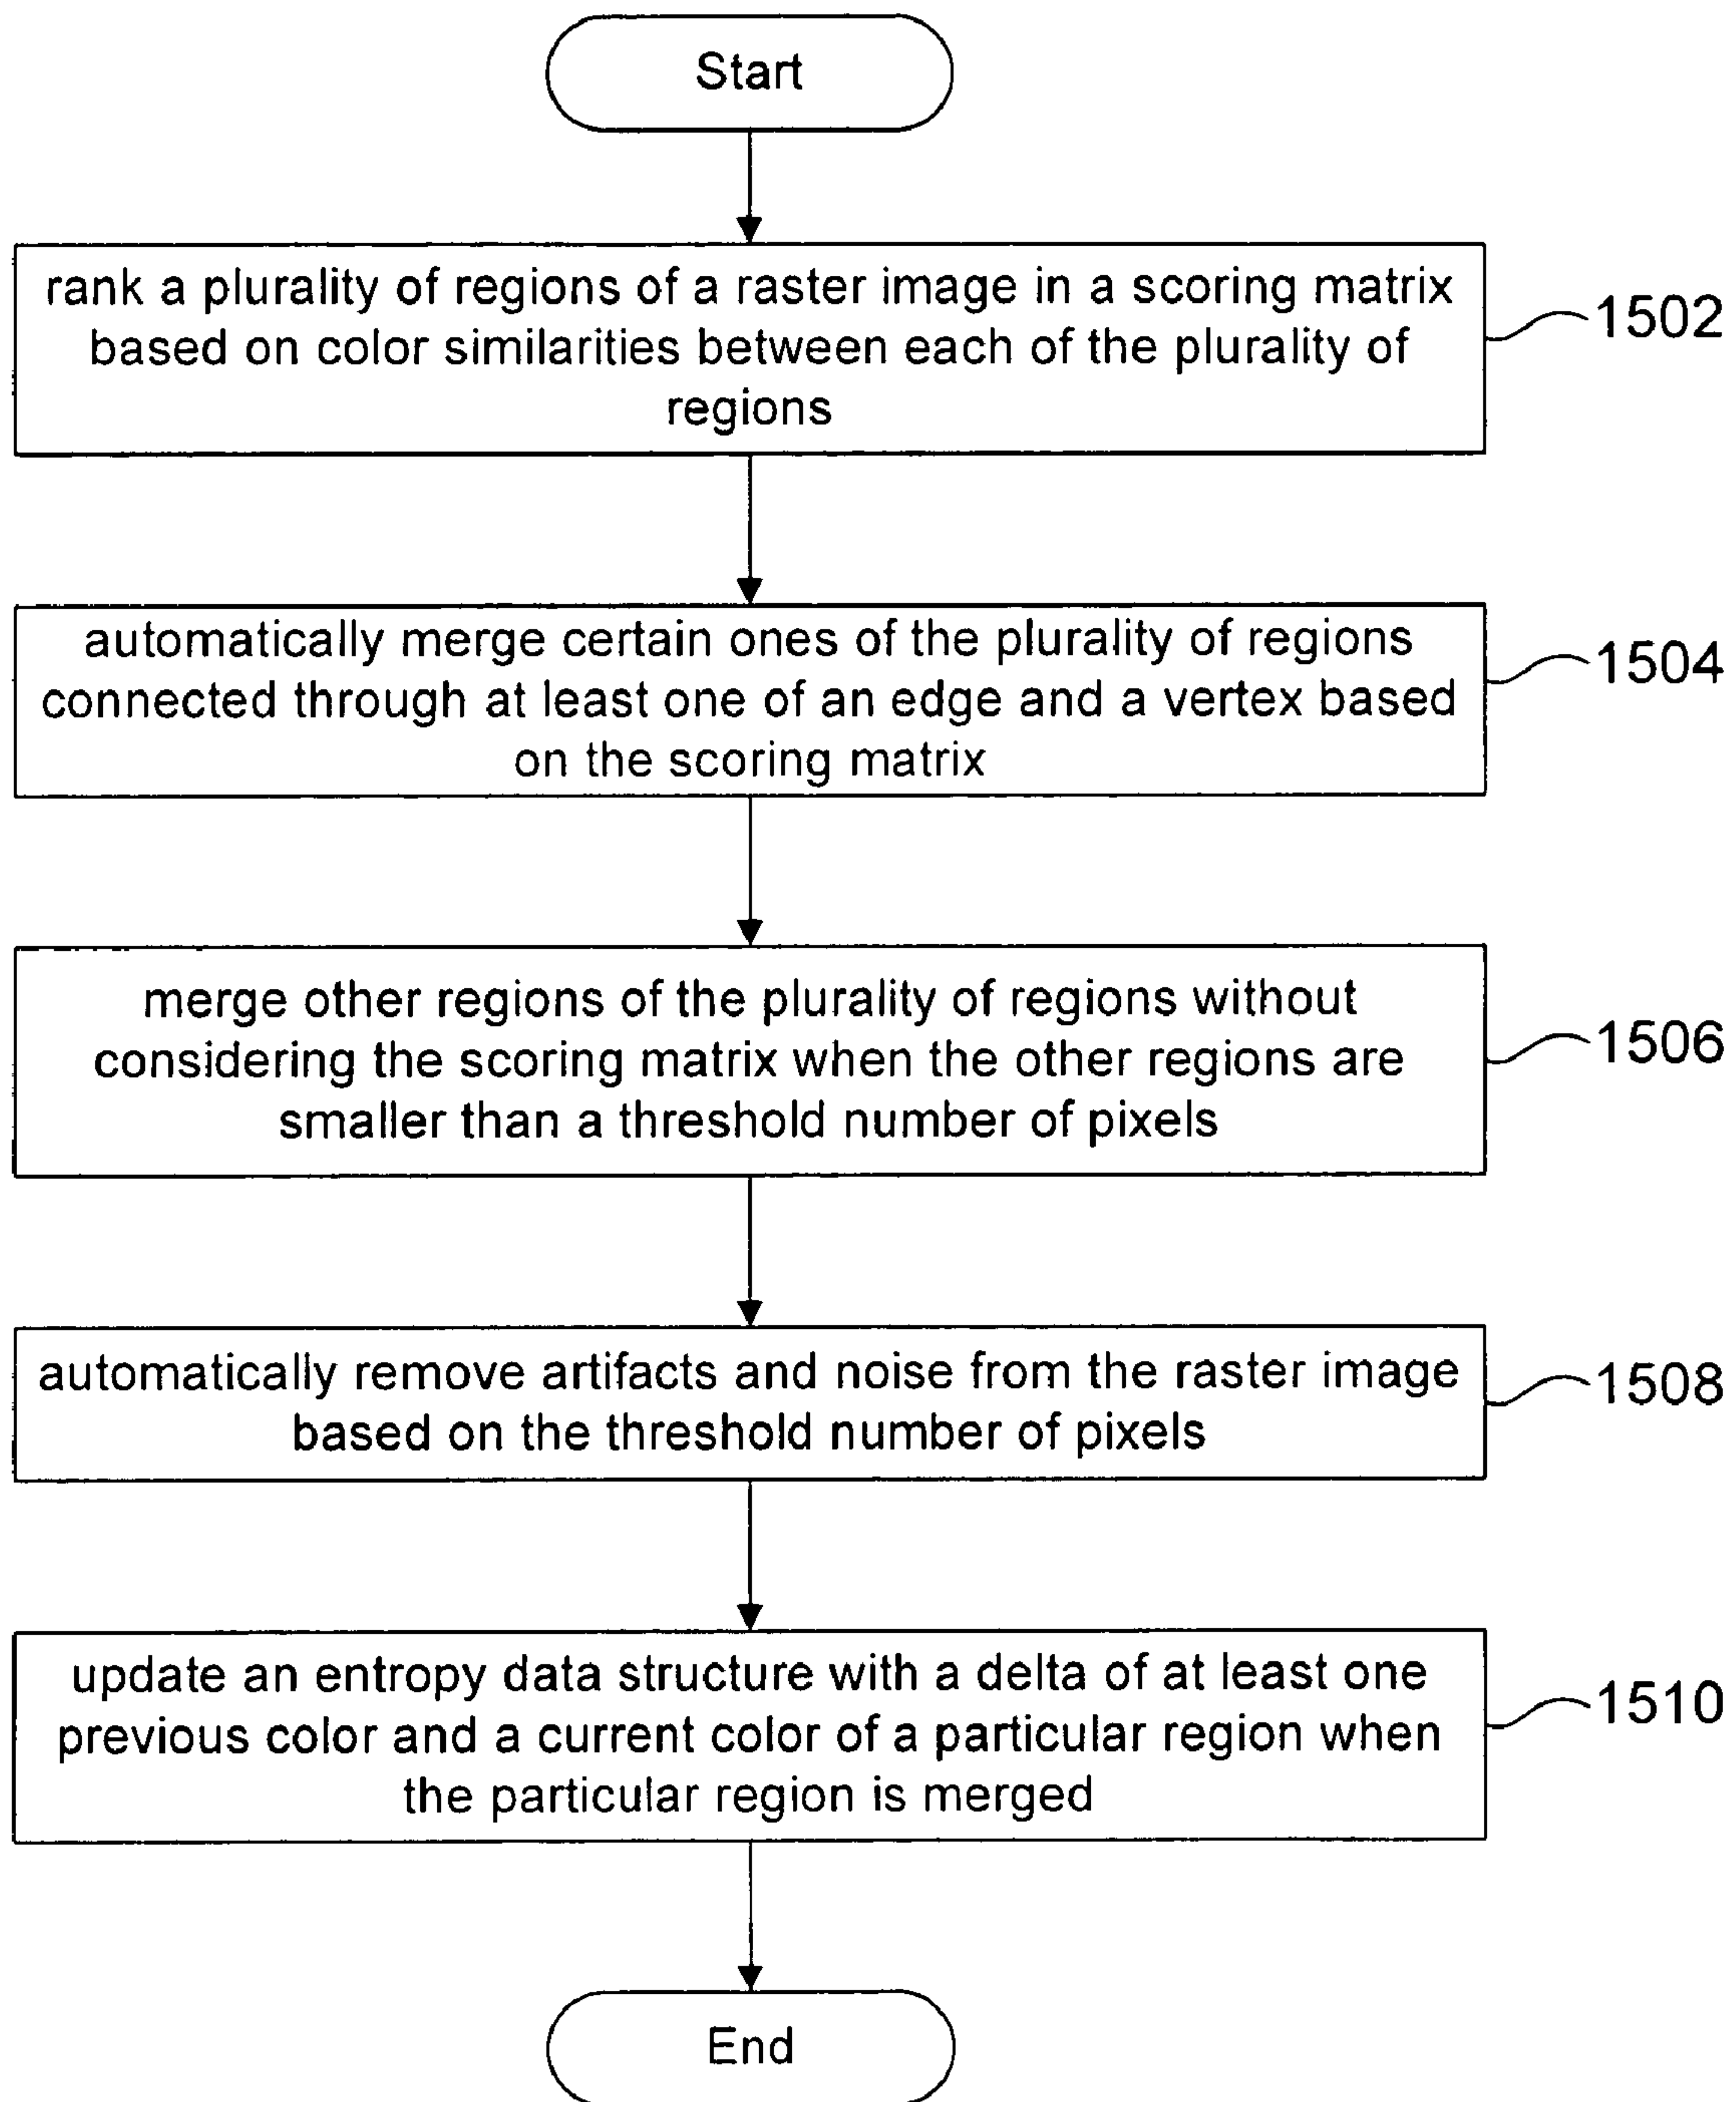 Start
rank a plurality of regions of a raster image in a scoring matrix
based on color similarities between each of the plurality of
regions
1502
automatically merge certain ones of the plurality of regions
connected through at least one of an edge and a vertex based
on the scoring matrix
1504
merge other regions of the plurality of regions without
considering the scoring matrix when the other regions are
smaller than a threshold number of pixels
1506
automatically remove artifacts and noise from the raster image
based on the threshold number of pixels
1508
update an entropy data structure with a delta of at least one
previous color and a current color of a particular region when
the particular region is merged
1510
End